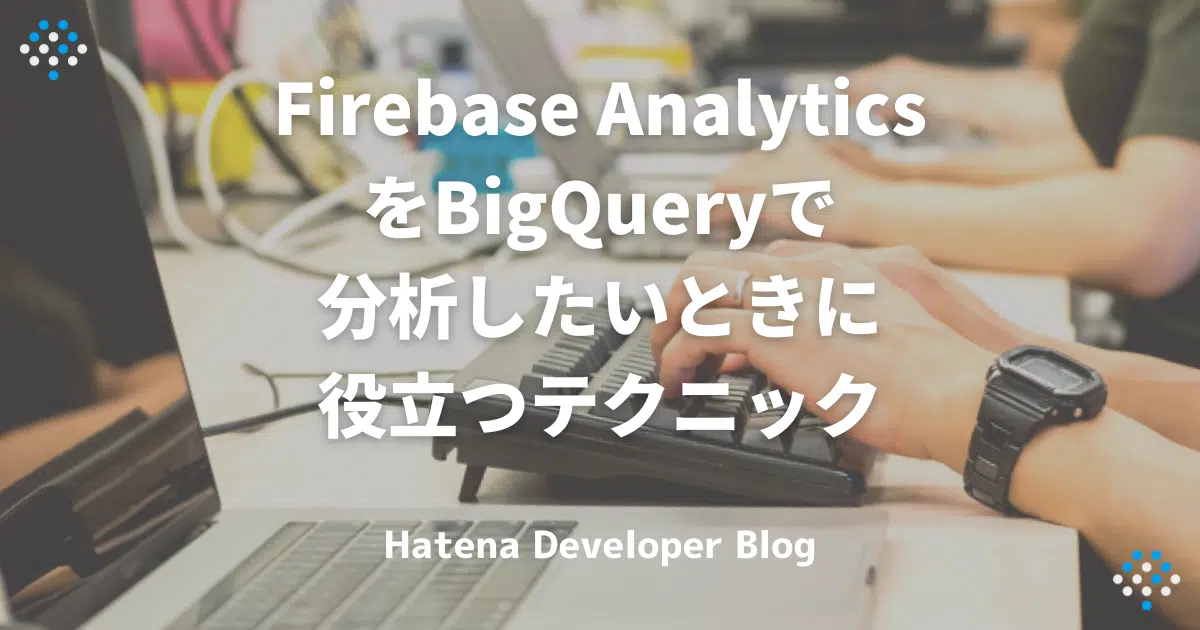 Firebase Analytics
をBigQueryで
分析したいときに
役立つテクニック
Hatena Developer Blog